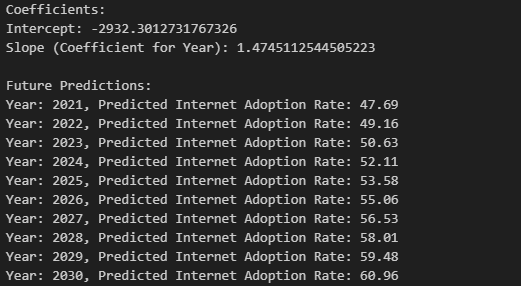 Coefficients:
Intercept: -2932.3012731767326
Slope (Coefficient for Year): 1.4745112544505223
Future Predictions:
Year: 2021, Predicted Internet Adoption Rate: 47.69
Year: 2022, Predicted Internet Adoption Rate: 49.16
Year: 2023, Predicted Internet Adoption Rate: 50.63
Year: 2024, Predicted Internet Adoption Rate: 52.11
Year: 2025, Predicted Internet Adoption Rate: 53.58
Year: 2026, Predicted Internet Adoption Rate: 55.06
Year: 2027, Predicted Internet Adoption Rate: 56.53
Year: 2028, Predicted Internet Adoption Rate: 58.01
Year: 2029, Predicted Internet Adoption Rate: 59.48
Year: 2030, Predicted Internet Adoption Rate: 60.96